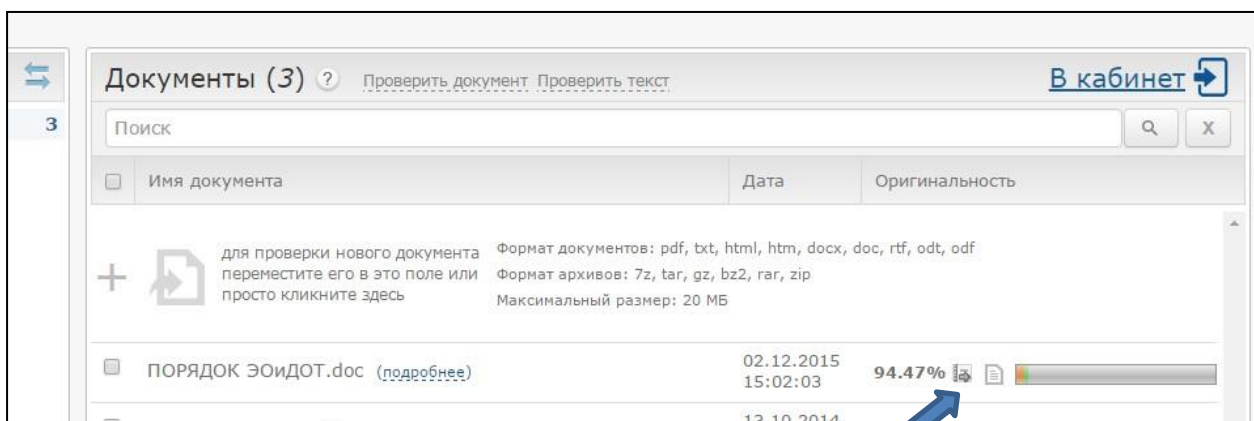 Документы (3) ? Проверить документ Проверить текст В кабинет
3
Поиск X
Имя документа Дата Оригинальность
для проверки нового документа
переместите его в это поле или
просто кликните здесь
Формат документов: pdf, txt, html, htm, docx, doc, rtf, odt, odf
Формат архивов: 7z, tar, gz, bz2, rar, zip
Максимальный размер: 20 МБ
ПОРЯДОК ЭОиДОТ.doc (подробнее)
02.12.2015
15:02:03
94.47%
13.10.2014